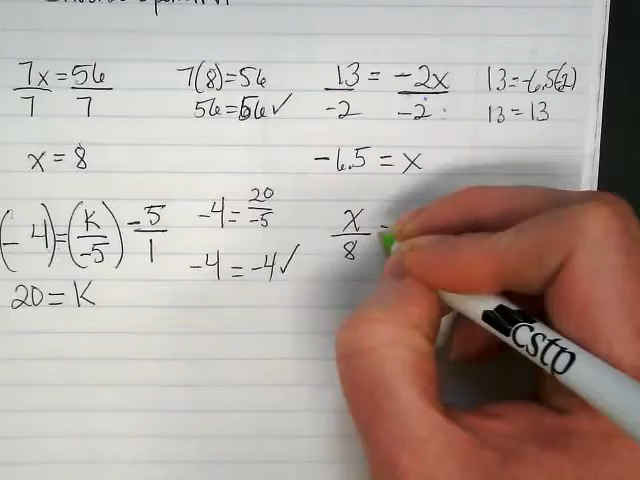 7x = 56
7 7
x = 8
7(8) = 56
56 = 56 ✓
13 = -2x
-2 -2
-6.5 = x
13 = -6.5(-2)
13 = 13
(-4) = (K/-5) -5/1
20 = K
-4 = 20/-5
-4 = -4 ✓
x/8 =
cstp